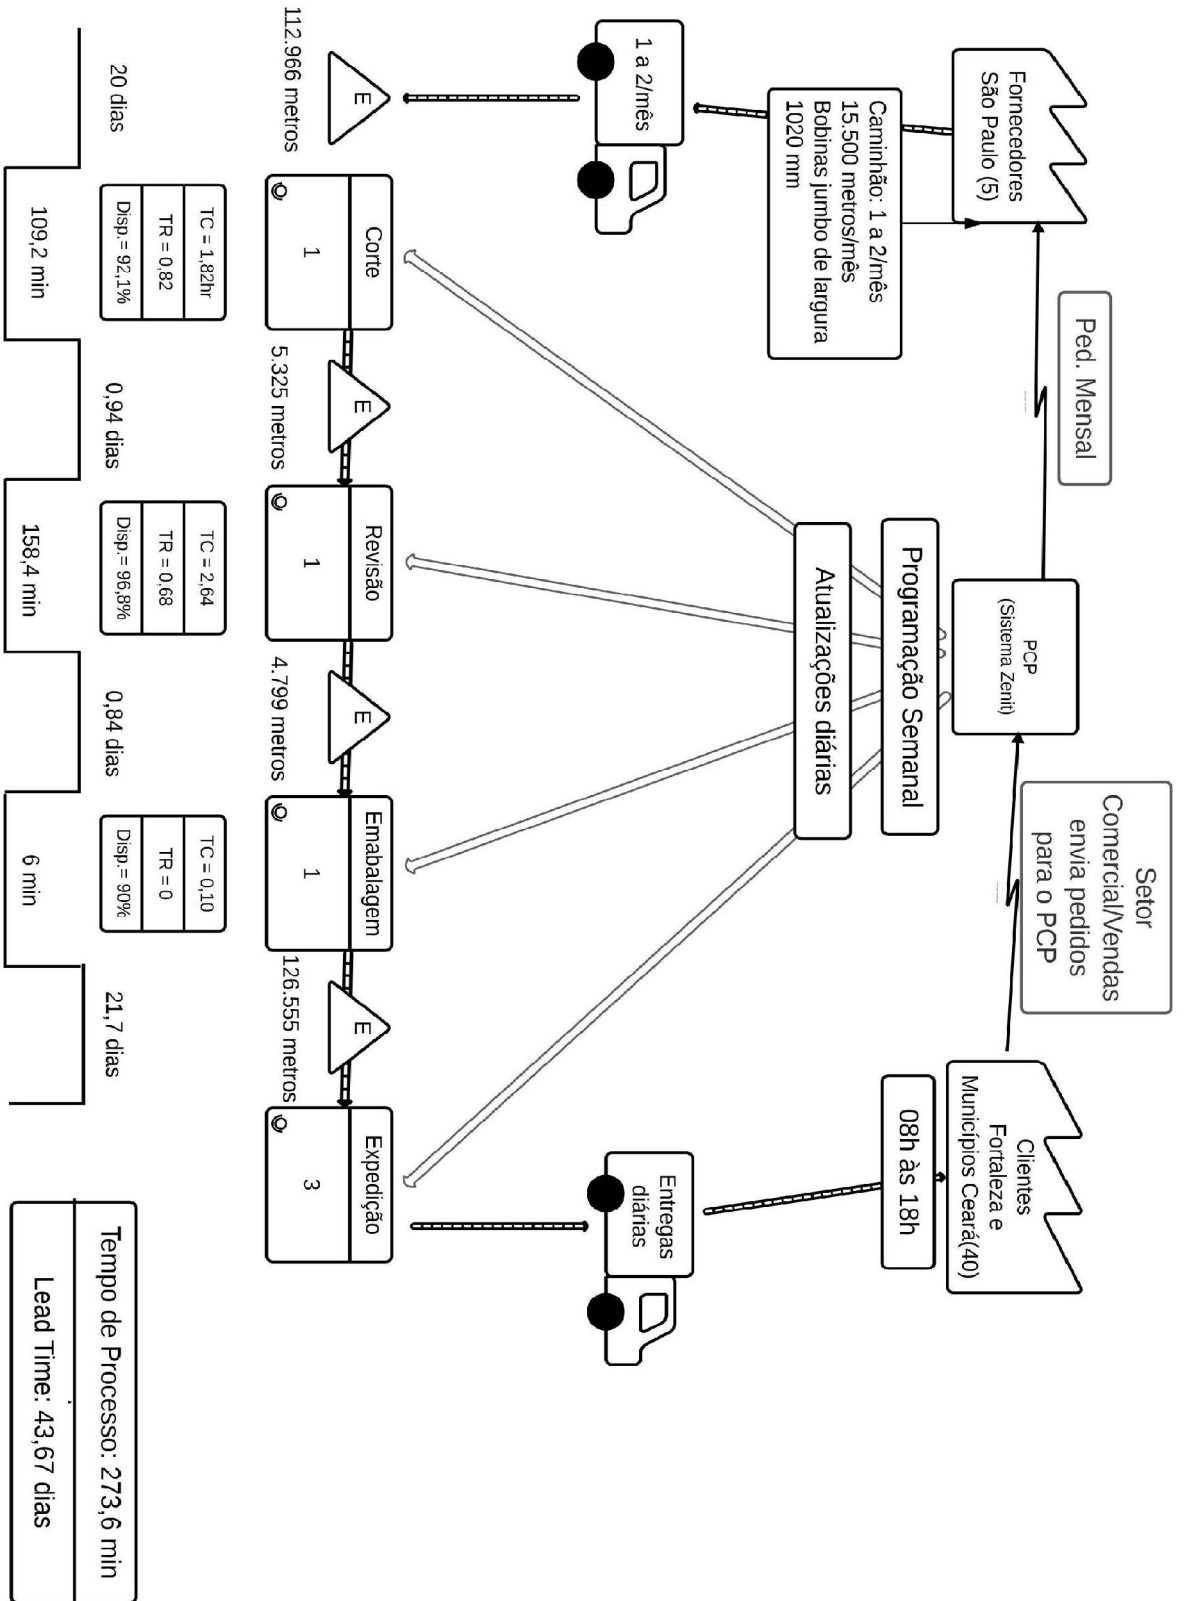 Fornecedores
São Paulo (5)
Ped. Mensal
PCP
(Sistema Zenit)
Setor
Comercial/Vendas
envia pedidos
para o PCP
Clientes
Fortaleza e
Municípios Ceará(40)
Caminhão: 1 a 2/mês
15.500 metros/mês
Bobinas jumbo de largura
1020 mm
Programação Semanal
Atualizações diárias
08h às 18h
1 a 2/mês
Entregas
diárias
E
112.966 metros
Corte
1
E
5.325 metros
Revisão
1
E
4.799 metros
Emabalagem
1
E
126.555 metros
Expedição
3
TC = 1,82hr
TR = 0,82
Disp.= 92,1%
TC = 2,64
TR = 0,68
Disp.= 96,8%
TC = 0,10
TR = 0
Disp.= 90%
20 dias
109,2 min
0,94 dias
158,4 min
0,84 dias
6 min
21,7 dias
Tempo de Processo: 273,6 min
Lead Time: 43,67 dias